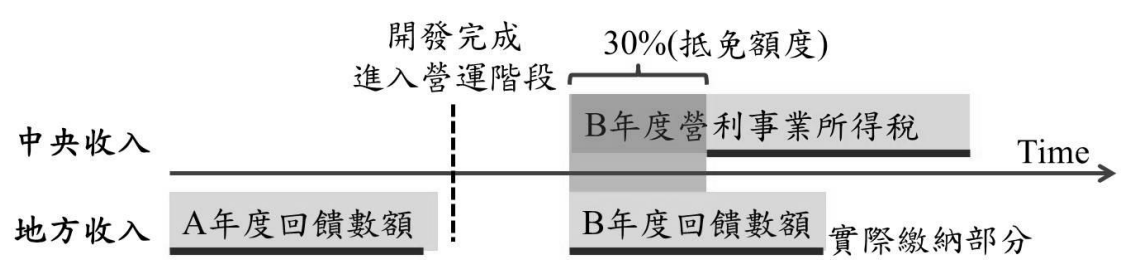 開發完成
進入營運階段
30%(抵免額度)
中央收入
B年度營利事業所得稅
Time
地方收入
A年度回饋數額
B年度回饋數額
實際繳納部分